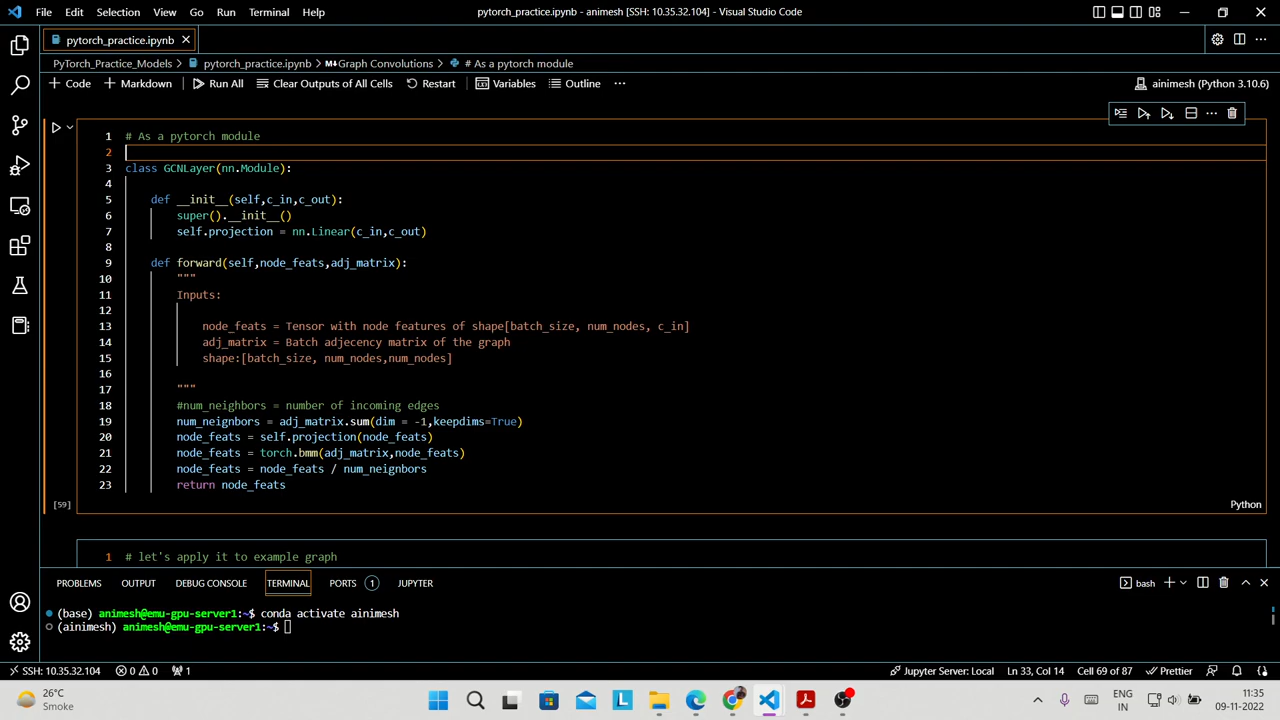 File Edit Selection View Go Run Terminal Help
pytorch_practice.ipynb - animesh [SSH: 10.35.32.104] - Visual Studio Code
pytorch_practice.ipynb
PyTorch_Practice_Models > pytorch_practice.ipynb > Graph Convolutions > # As a pytorch module
+ Code + Markdown Run All Clear Outputs of All Cells Restart Variables Outline ...
ainimesh (Python 3.10.6)
1 # As a pytorch module
2
3 class GCNLayer(nn.Module):
4
5 def __init__(self,c_in,c_out):
6 super().__init__()
7 self.projection = nn.Linear(c_in,c_out)
8
9 def forward(self,node_feats,adj_matrix):
10 """
11 Inputs:
12
13 node_feats = Tensor with node features of shape[batch_size, num_nodes, c_in]
14 adj_matrix = Batch adjecency matrix of the graph
15 shape:[batch_size, num_nodes,num_nodes]
16
17 """
18 #num_neighbors = number of incoming edges
19 num_neignbors = adj_matrix.sum(dim = -1,keepdims=True)
20 node_feats = self.projection(node_feats)
21 node_feats = torch.bmm(adj_matrix,node_feats)
22 node_feats = node_feats / num_neignbors
23 return node_feats
[59]
Python
1 # let's apply it to example graph
PROBLEMS OUTPUT DEBUG CONSOLE TERMINAL PORTS 1 JUPYTER
bash
(base) animesh@emu-gpu-server1:~$ conda activate ainimesh
(ainimesh) animesh@emu-gpu-server1:~$
SSH: 10.35.32.104 0 0 1
Jupyter Server: Local Ln 33, Col 14 Cell 69 of 87 Prettier
26°C
Smoke
ENG
IN
11:35
09-11-2022